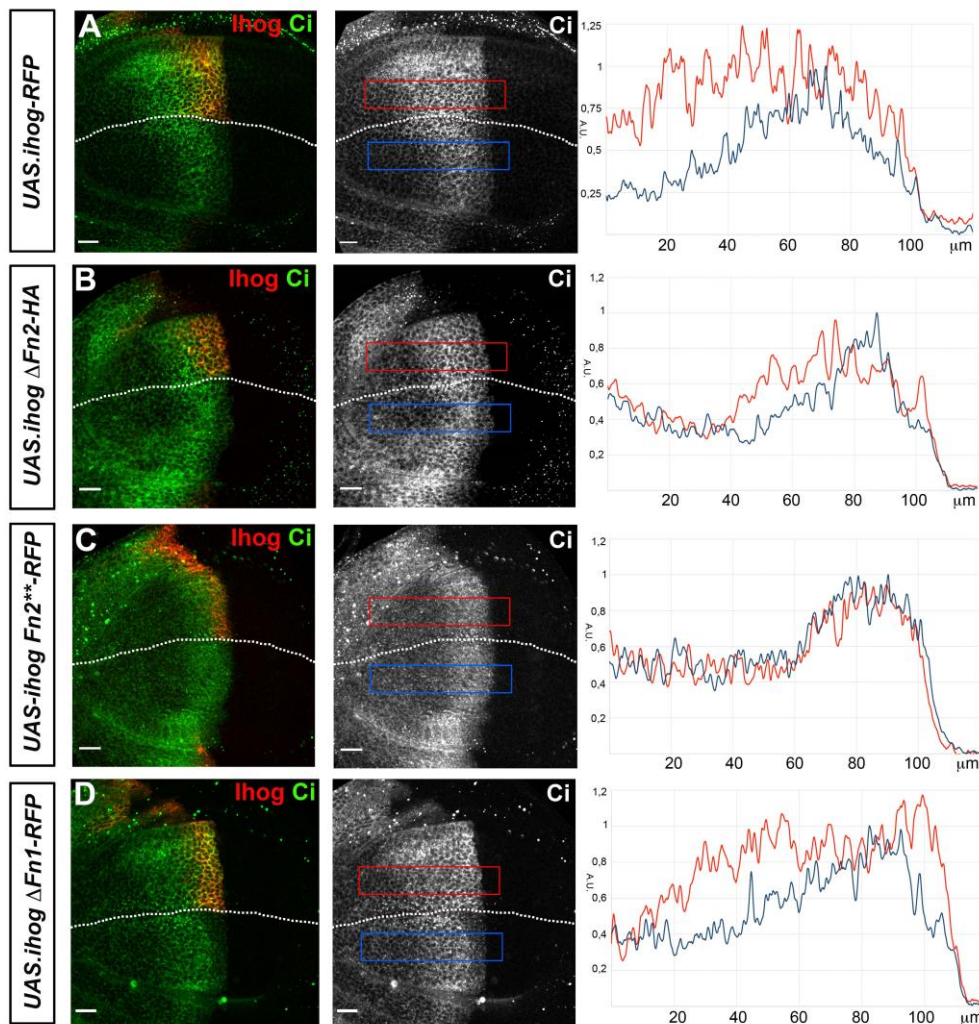 UAS.ihog-RFP
A
Ihog Ci
Ci
1,25
1
0,75
0,5
0,25
A.U.
20 40 60 80 100 μm
UAS.ihog ΔFn2-HA
B
Ihog Ci
Ci
1,2
1
0,8
0,6
0,4
0,2
A.U.
20 40 60 80 100 μm
UAS-ihog Fn2**-RFP
C
Ihog Ci
Ci
1,2
1
0,8
0,6
0,4
0,2
A.U.
20 40 60 80 100 μm
UAS.ihog ΔFn1-RFP
D
Ihog Ci
Ci
1,2
1
0,8
0,6
0,4
0,2
A.U.
20 40 60 80 100 μm